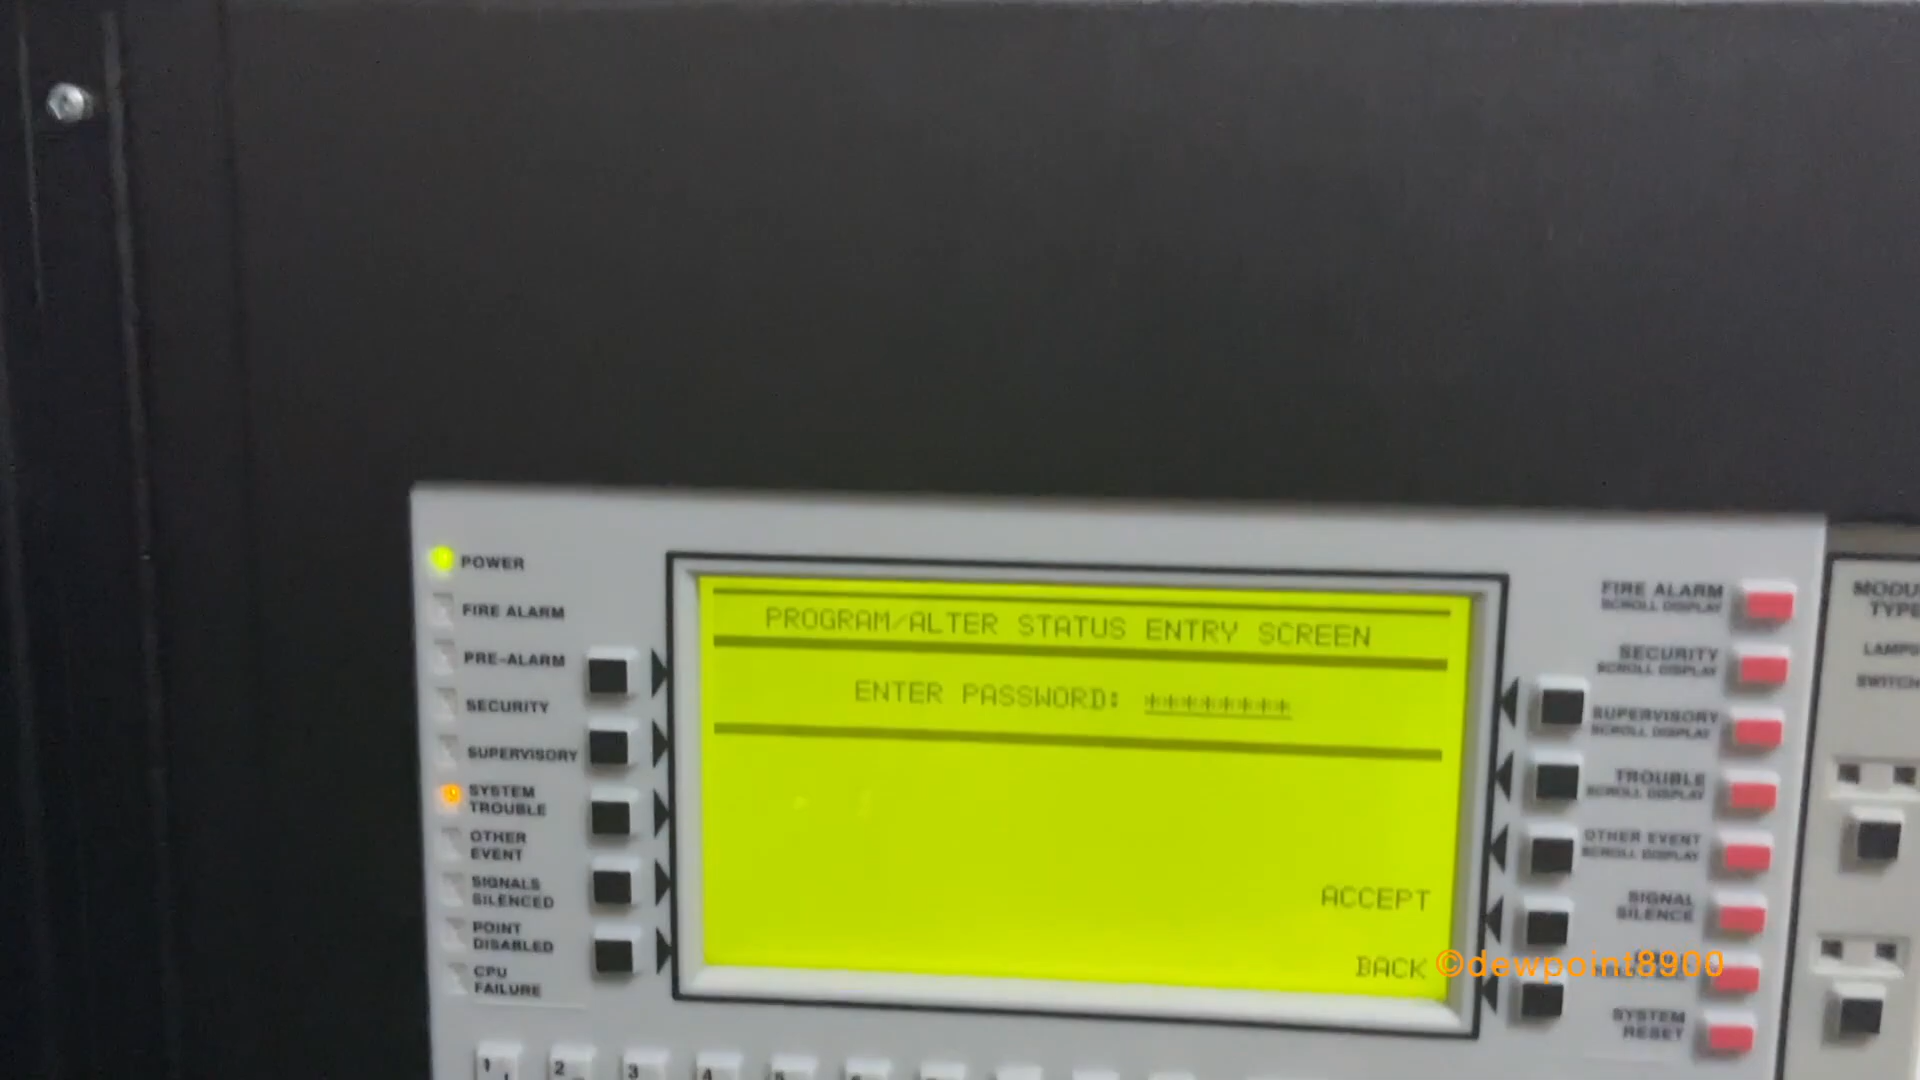 POWER
FIRE ALARM
PRE-ALARM
SECURITY
SUPERVISORY
SYSTEM
TROUBLE
OTHER
EVENT
SIGNALS
SILENCED
POINT
DISABLED
CPU
FAILURE
PROGRAM/ALTER STATUS ENTRY SCREEN
ENTER PASSWORD: ********
ACCEPT
BACK
FIRE ALARM
SCROLL DISPLAY
SECURITY
SCROLL DISPLAY
SUPERVISORY
SCROLL DISPLAY
TROUBLE
SCROLL DISPLAY
OTHER EVENT
SCROLL DISPLAY
SIGNAL
SILENCE
SYSTEM
RESET
©dewpoint8900
1 2 3 4